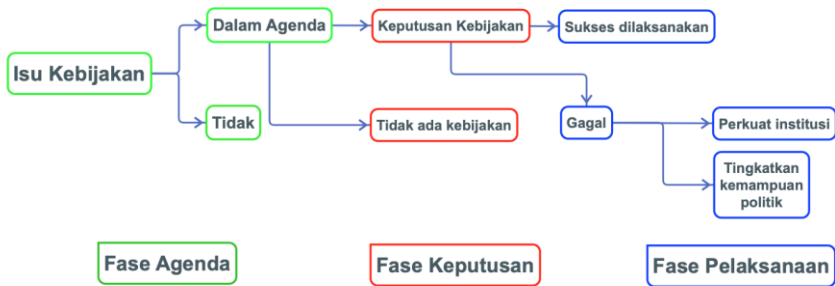 Isu Kebijakan
Dalam Agenda
Tidak
Keputusan Kebijakan
Tidak ada kebijakan
Sukses dilaksanakan
Gagal
Perkuat institusi
Tingkatkan
kemampuan
politik
Fase Agenda
Fase Keputusan
Fase Pelaksanaan